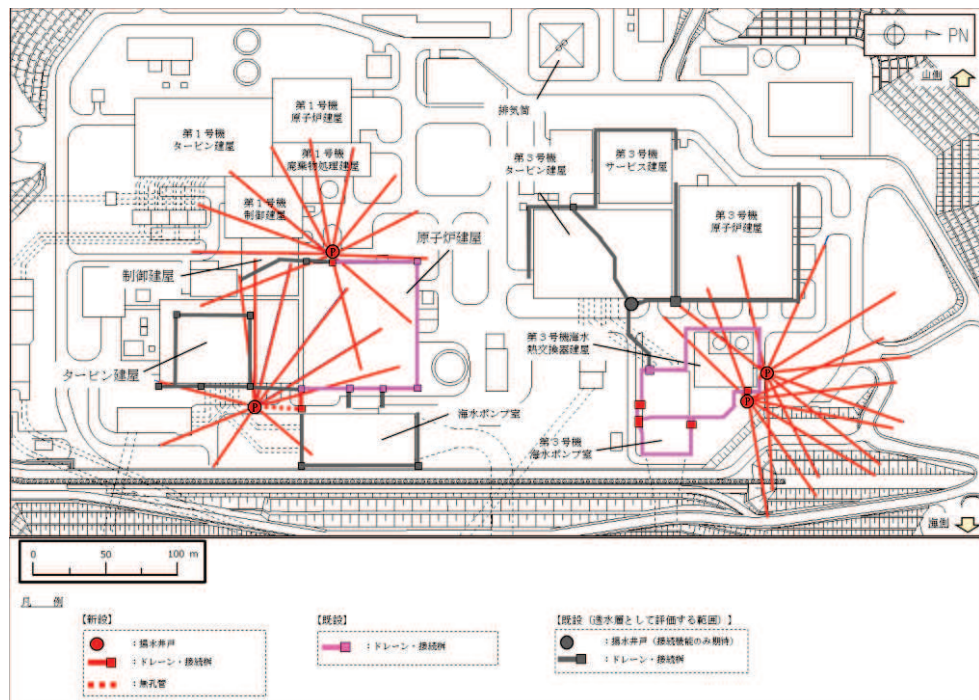 PN
山側
第1号機
原子炉建屋
第1号機
タービン建屋
排気筒
第1号機
廃棄物処理建屋
第3号機
タービン建屋
第3号機
サービス建屋
第1号機
制御建屋
第3号機
原子炉建屋
原子炉建屋
制御建屋
P
第3号機海水
熱交換器建屋
タービン建屋
P
P
P
海水ポンプ室
第3号機
海水ポンプ室
海側
0 50 100 m
凡 例
【新設】
:揚水井戸
:ドレーン・接続桝
:無孔管
【既設】
:ドレーン・接続桝
【既設(透水層として評価する範囲)】
:揚水井戸(接続機能のみ期待)
:ドレーン・接続桝